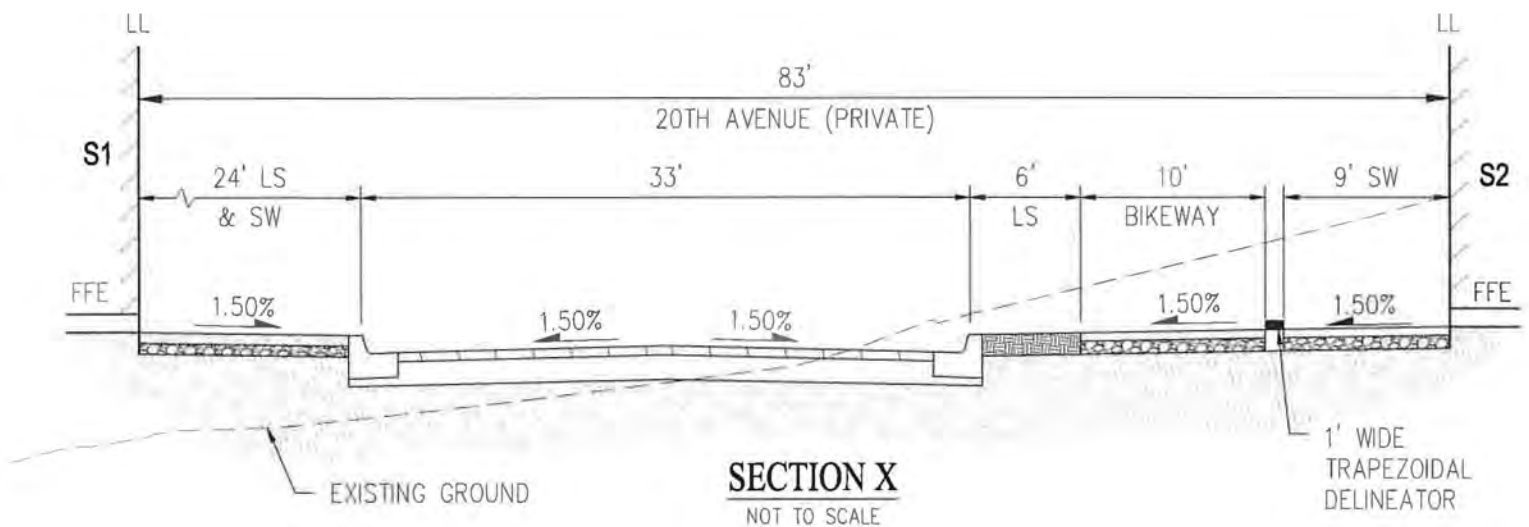 LL
LL
83'
20TH AVENUE (PRIVATE)
S1
24' LS
& SW
33'
6'
LS
10'
BIKEWAY
9' SW
S2
FFE
1.50%
1.50%
1.50%
1.50%
1.50%
FFE
EXISTING GROUND
SECTION X
NOT TO SCALE
1' WIDE
TRAPEZOIDAL
DELINEATOR